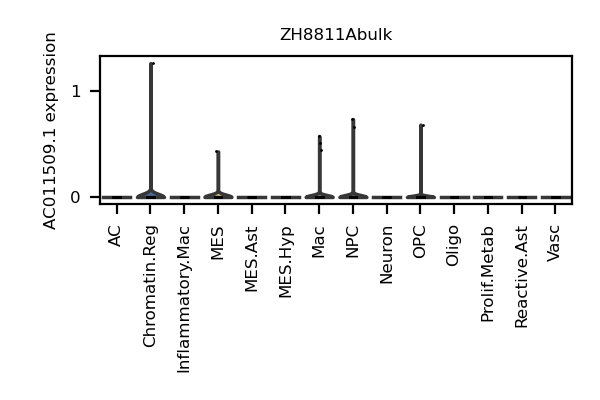 ZH8811Abulk
AC011509.1 expression
1
0
AC
Chromatin.Reg
Inflammatory.Mac
MES
MES.Ast
MES.Hyp
Mac
NPC
Neuron
OPC
Oligo
Prolif.Metab
Reactive.Ast
Vasc